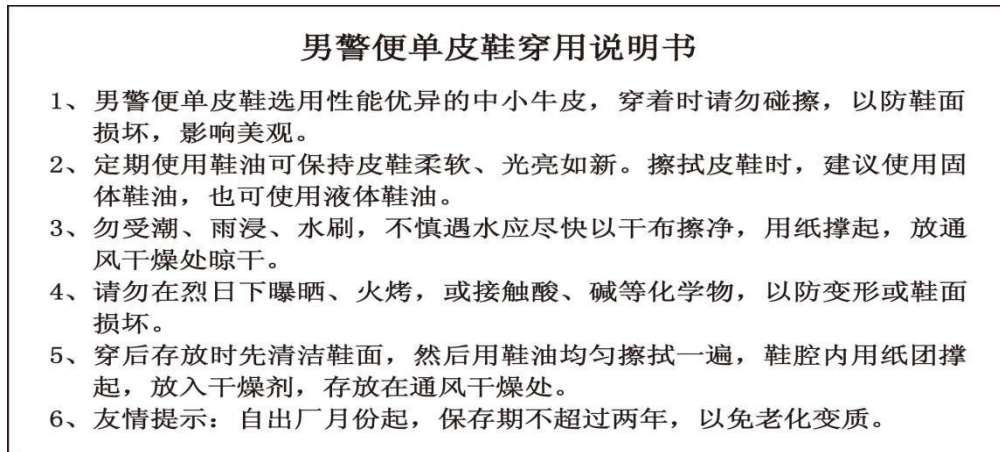 男警便单皮鞋穿用说明书
1、男警便单皮鞋选用性能优异的中小牛皮，穿着时请勿碰擦，以防鞋面
损坏，影响美观。
2、定期使用鞋油可保持皮鞋柔软、光亮如新。擦拭皮鞋时，建议使用固
体鞋油，也可使用液体鞋油。
3、勿受潮、雨浸、水刷，不慎遇水应尽快以干布擦净，用纸撑起，放通
风干燥处晾干。
4、请勿在烈日下曝晒、火烤，或接触酸、碱等化学物，以防变形或鞋面
损坏。
5、穿后存放时先清洁鞋面，然后用鞋油均匀擦拭一遍，鞋腔内用纸团撑
起，放入干燥剂，存放在通风干燥处。
6、友情提示：自出厂月份起，保存期不超过两年，以免老化变质。